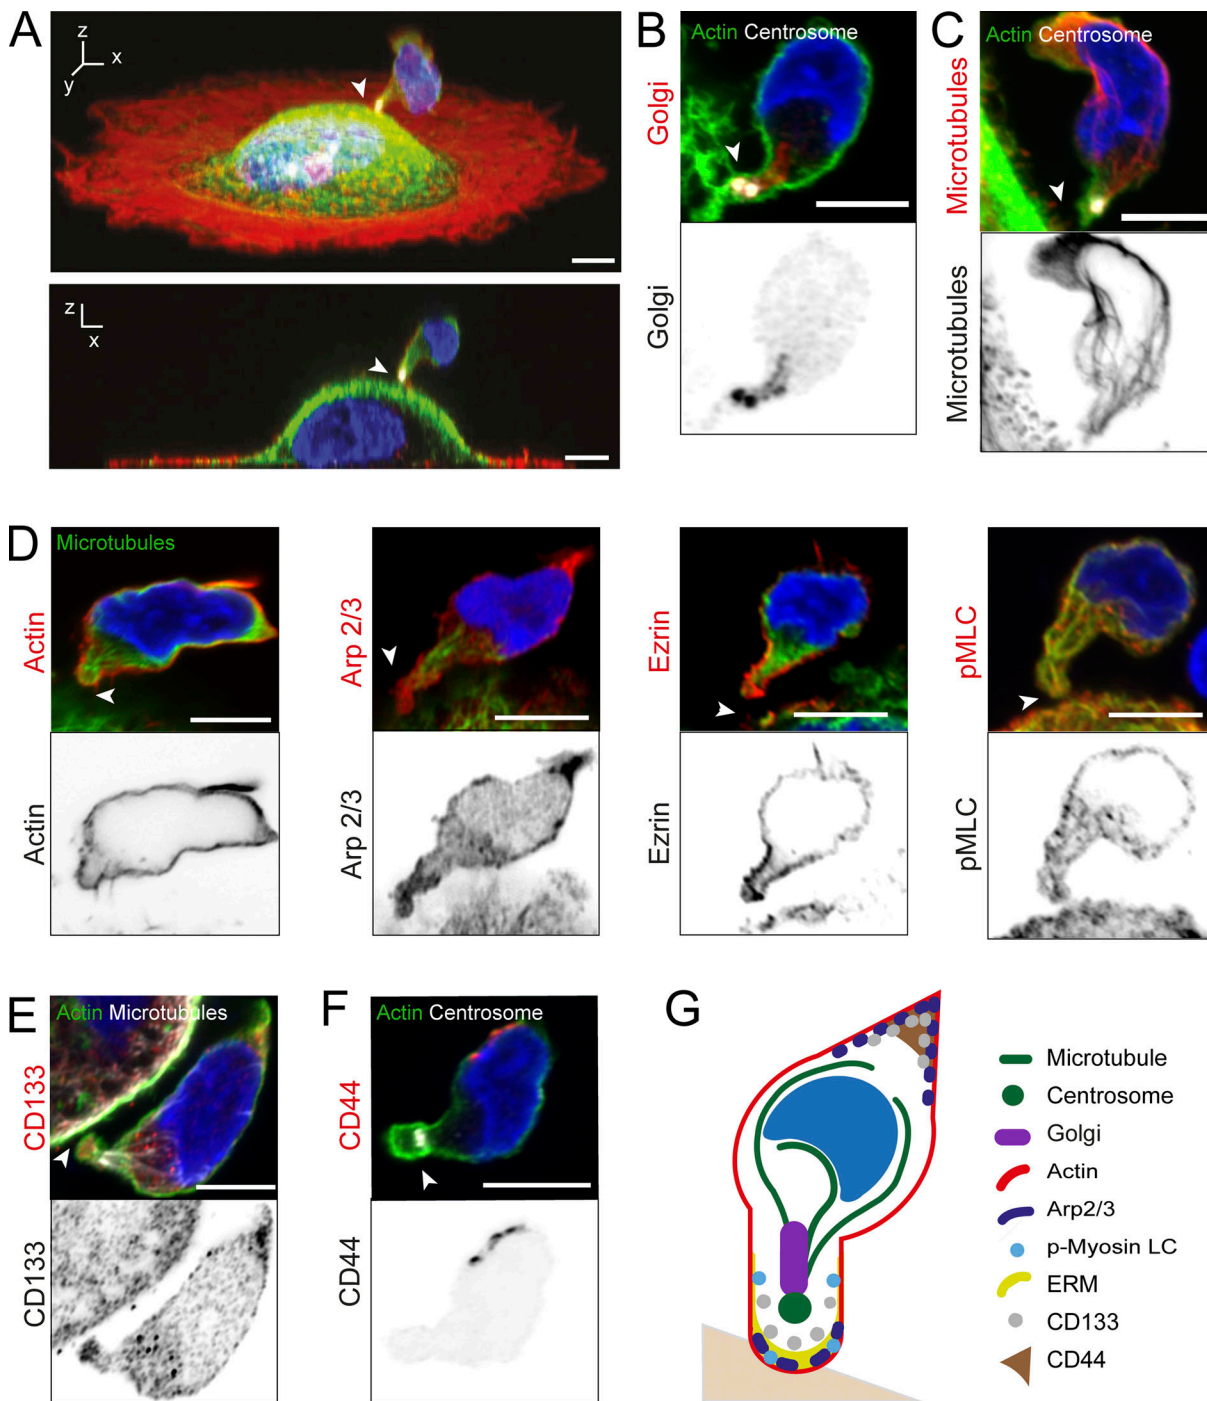 A
z
x
y
z
x
B
Actin Centrosome
Golgi
Golgi
C
Actin Centrosome
Microtubules
Microtubules
D
Microtubules
Actin
Actin
Arp 2/3
Arp 2/3
Ezrin
Ezrin
pMLC
pMLC
E
Actin Microtubules
CD133
CD133
F
Actin Centrosome
CD44
CD44
G
Microtubule
Centrosome
Golgi
Actin
Arp2/3
p-Myosin LC
ERM
CD133
CD44